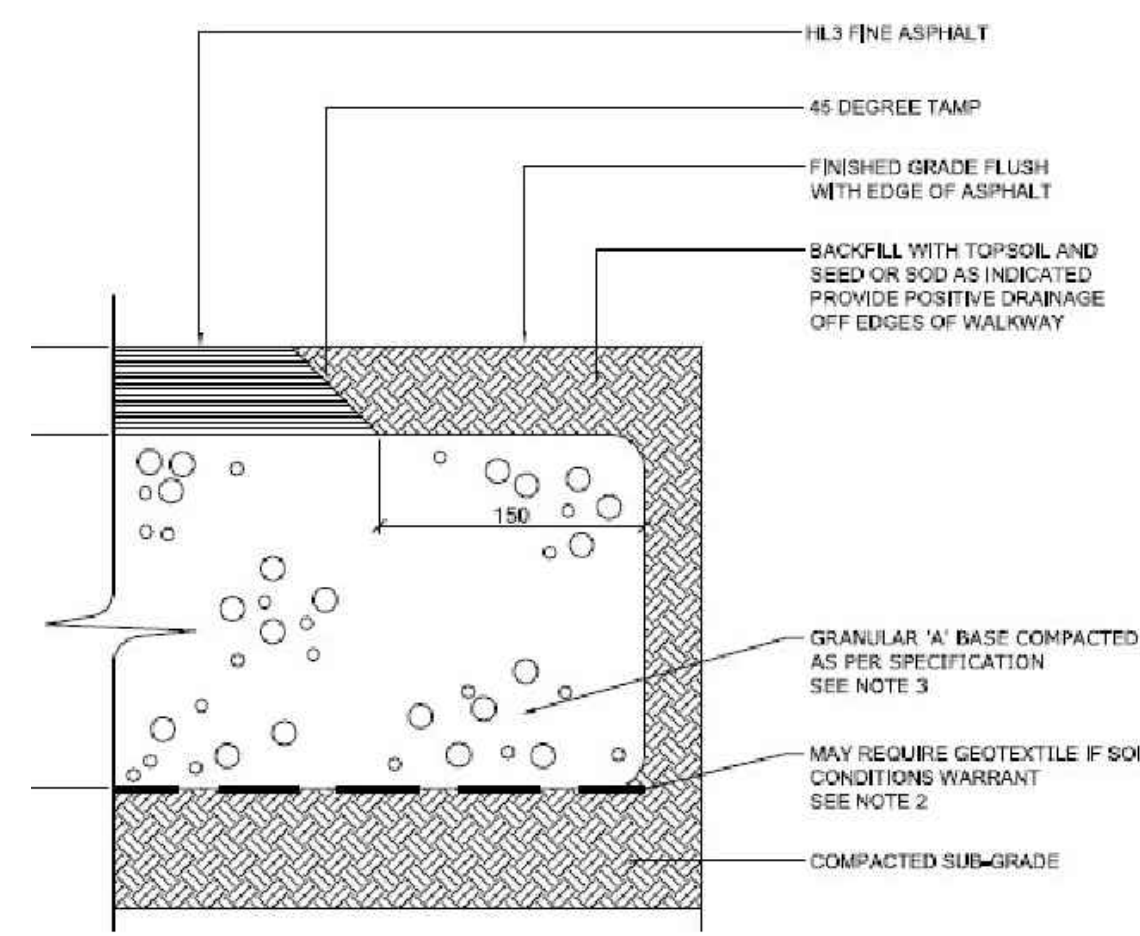 HL3 FINE ASPHALT
45 DEGREE TAMP
FINISHED GRADE FLUSH
WITH EDGE OF ASPHALT
BACKFILL WITH TOPSOIL AND
SEED OR SOD AS INDICATED
PROVIDE POSITIVE DRAINAGE
OFF EDGES OF WALKWAY
150
GRANULAR 'A' BASE COMPACTED
AS PER SPECIFICATION
SEE NOTE 3
MAY REQUIRE GEOTEXTILE IF SOI
CONDITIONS WARRANT
SEE NOTE 2
COMPACTED SUB-GRADE